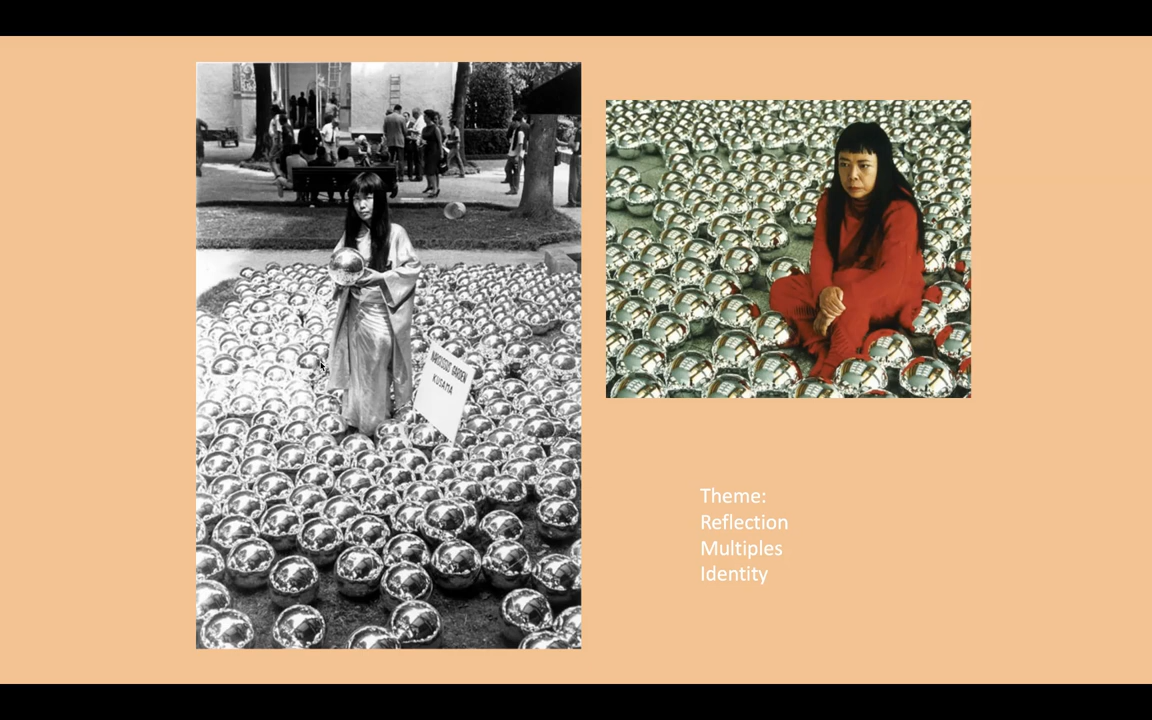 NARCISSUS GARDEN
KUSAMA
Theme:
Reflection
Multiples
Identity